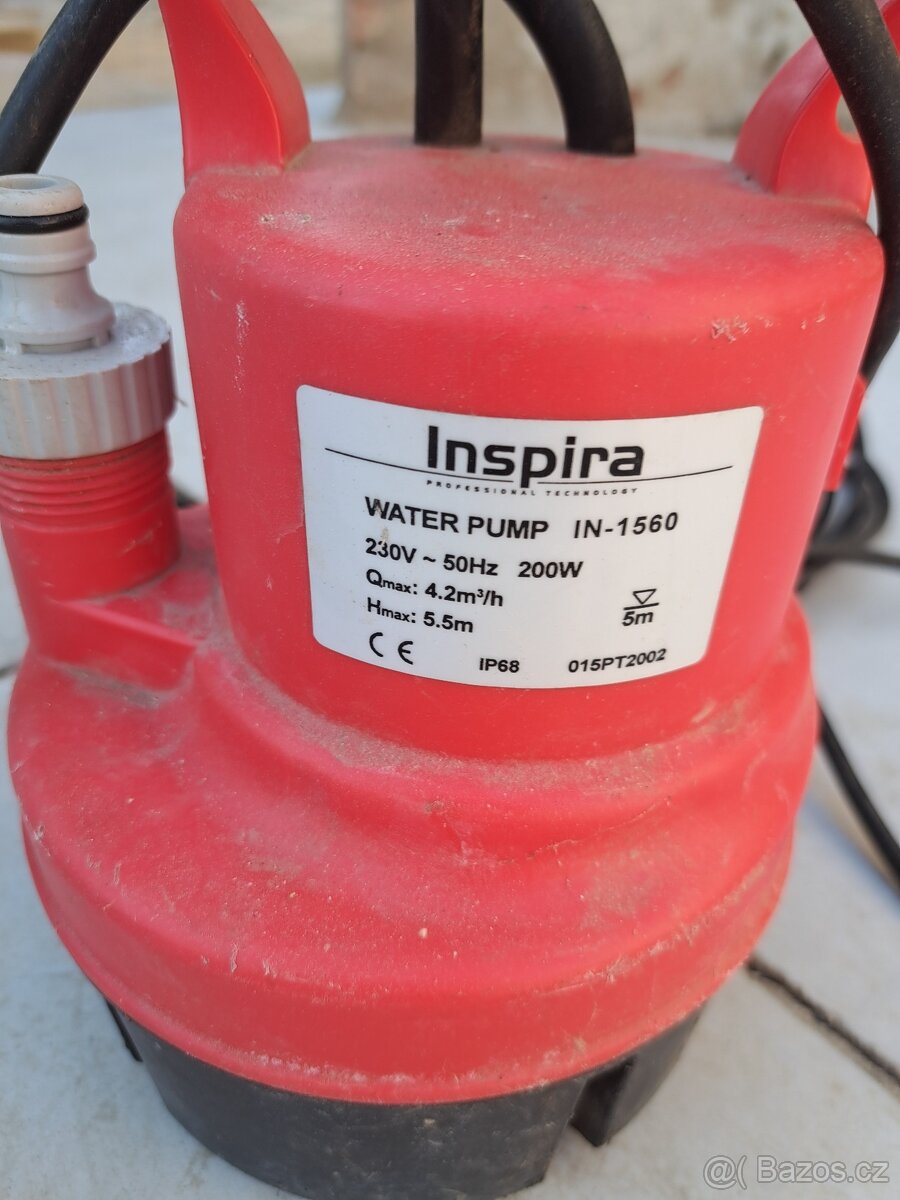 Inspira
PROFESSIONAL TECHNOLOGY
WATER PUMP IN-1560
230V ~ 50Hz 200W
Qmax: 4.2m³/h
Hmax: 5.5m
5m
CE IP68 015PT2002
@( Bazos.cz